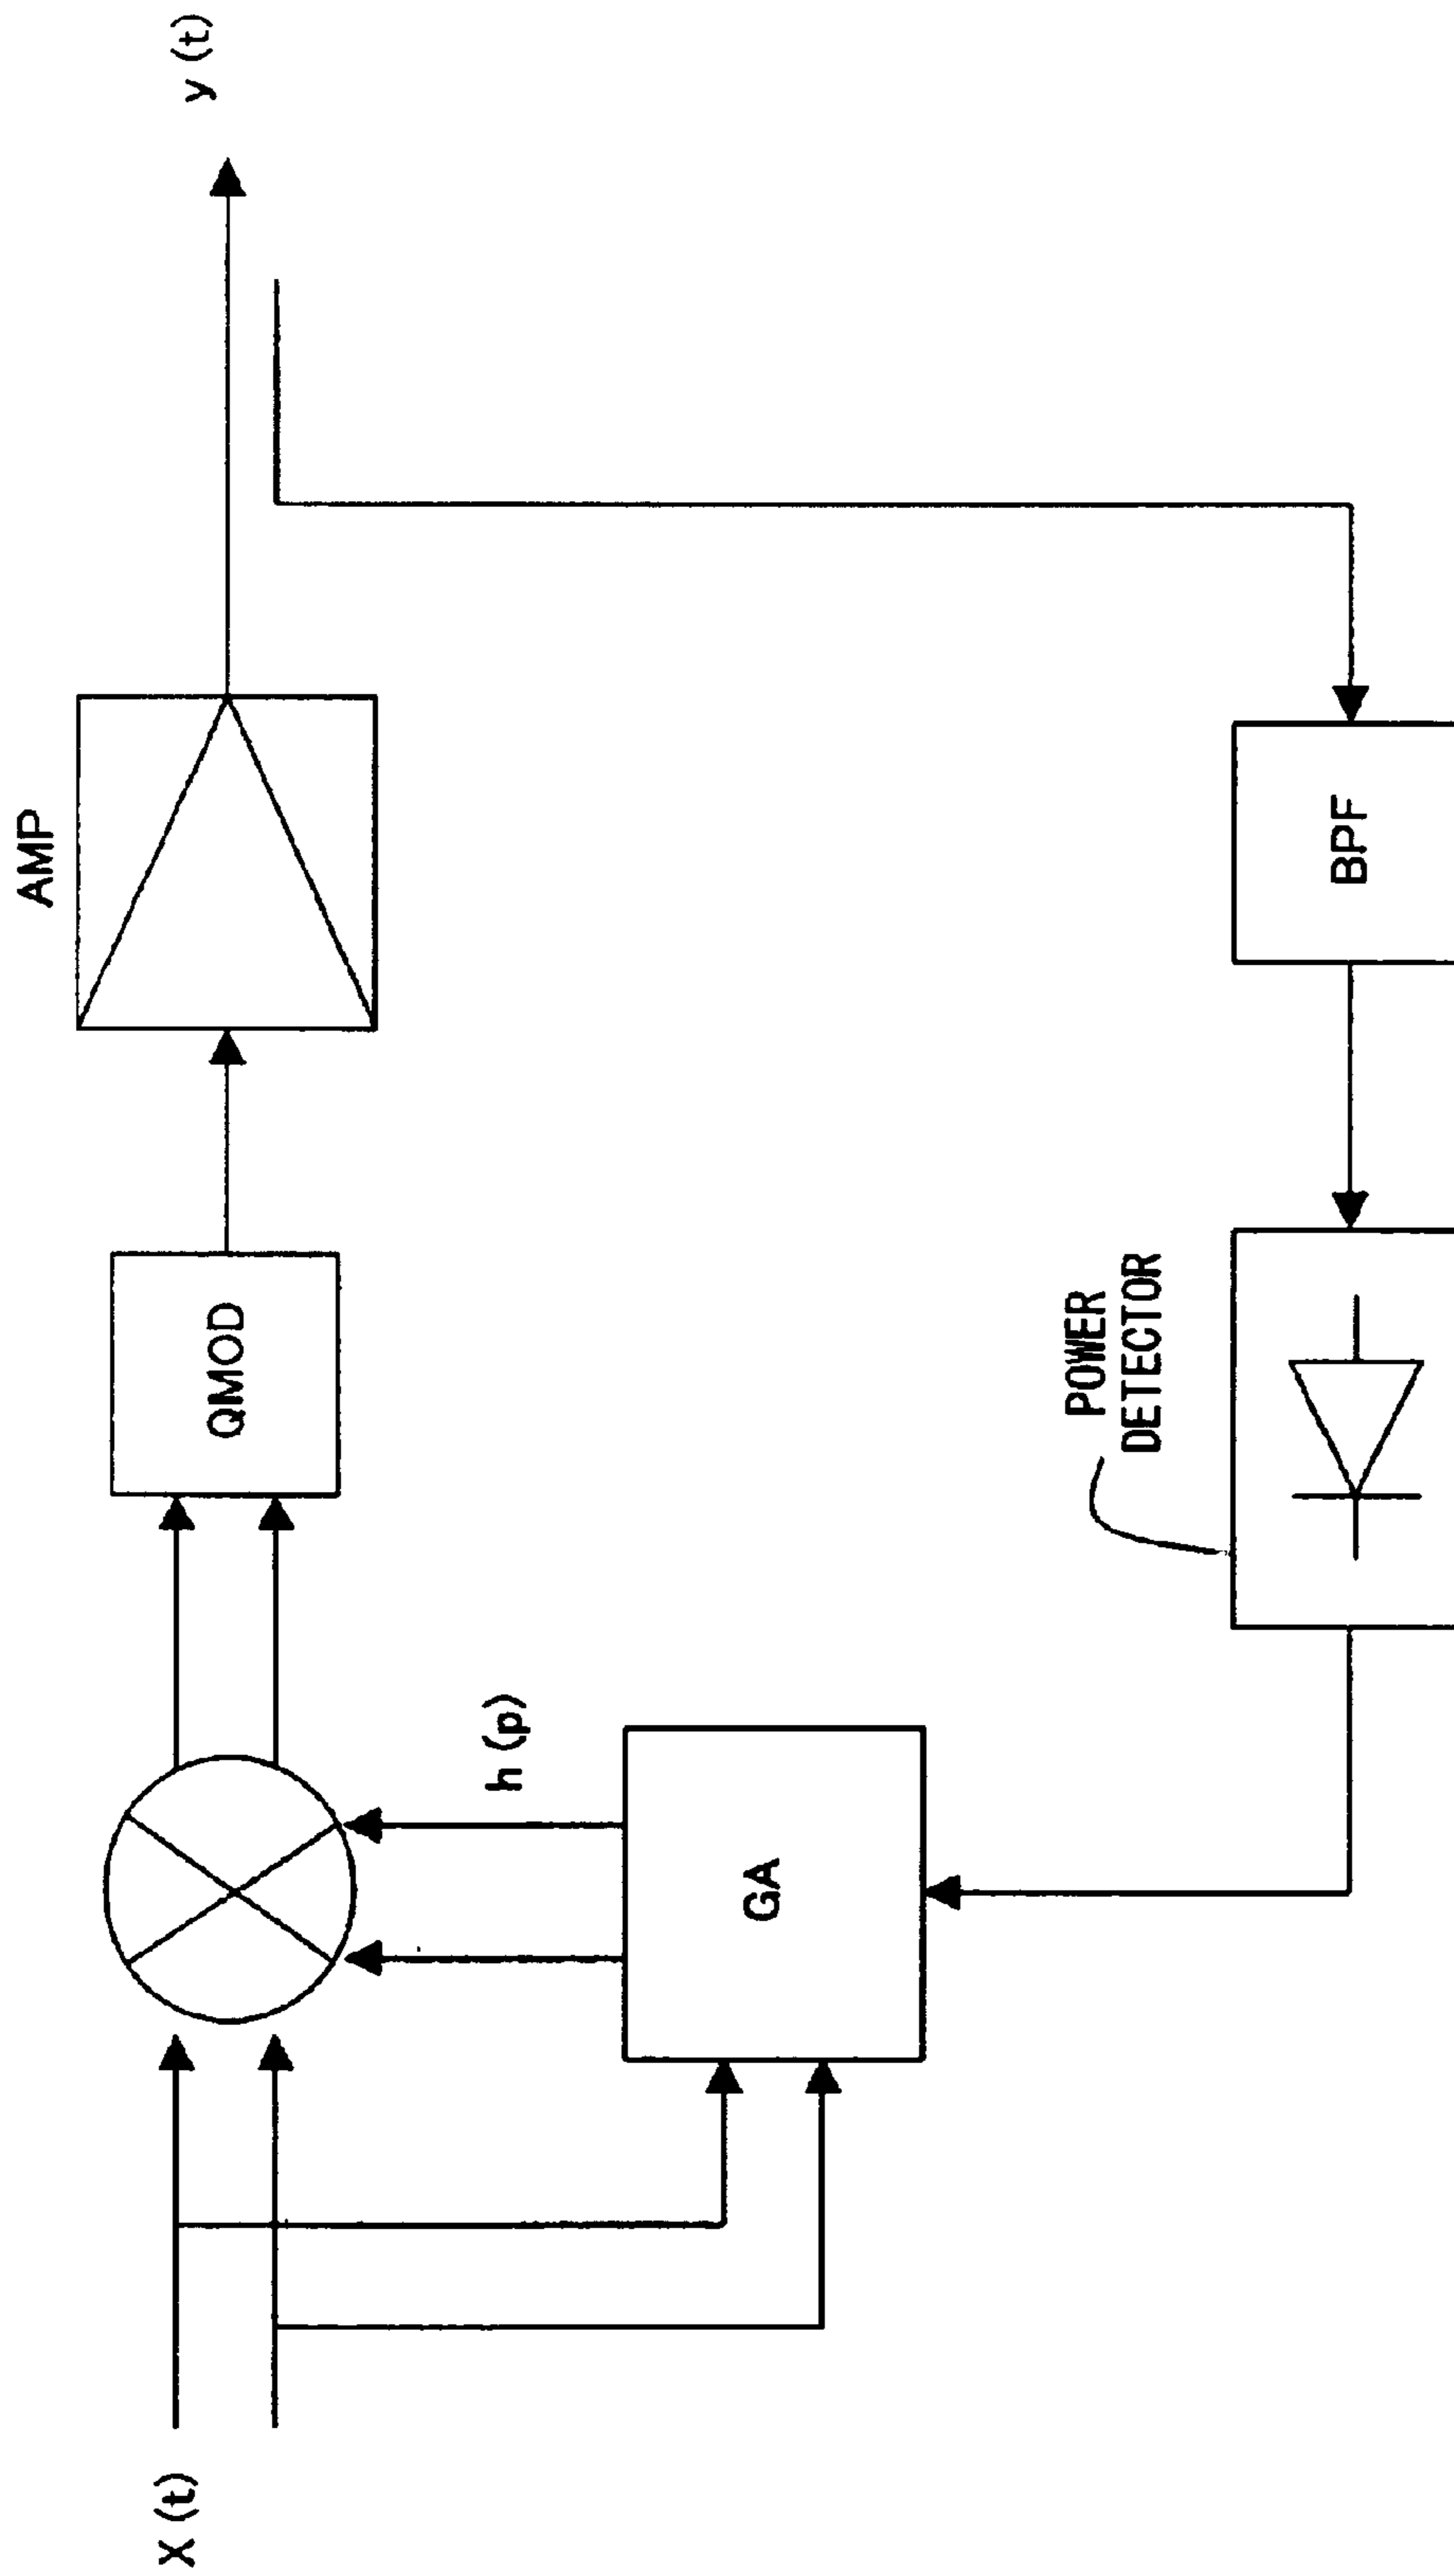 X (t)
QMOD
AMP
y (t)
h (p)
GA
POWER
DETECTOR
BPF